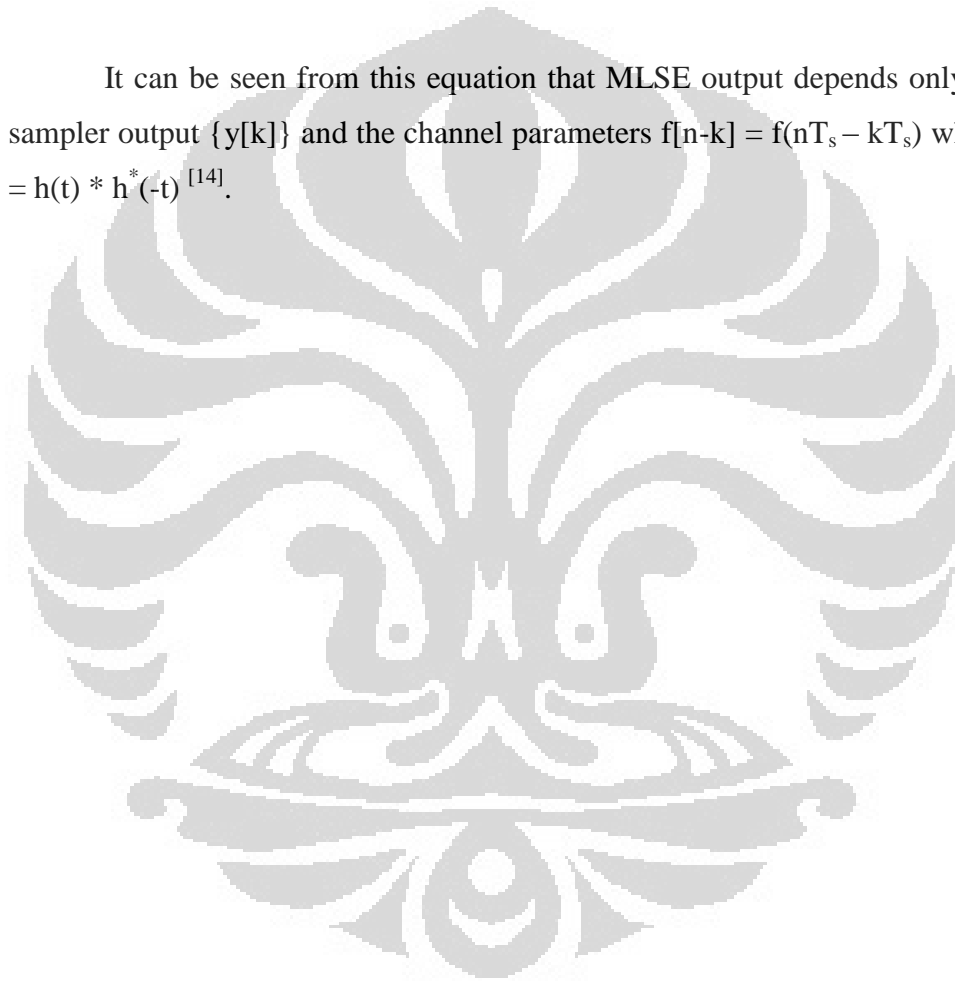 It can be seen from this equation that MLSE output depends only
sampler output {y[k]} and the channel parameters f[n-k] = f(nTₛ – kTₛ)
= h(t) * h*(-t) [14].